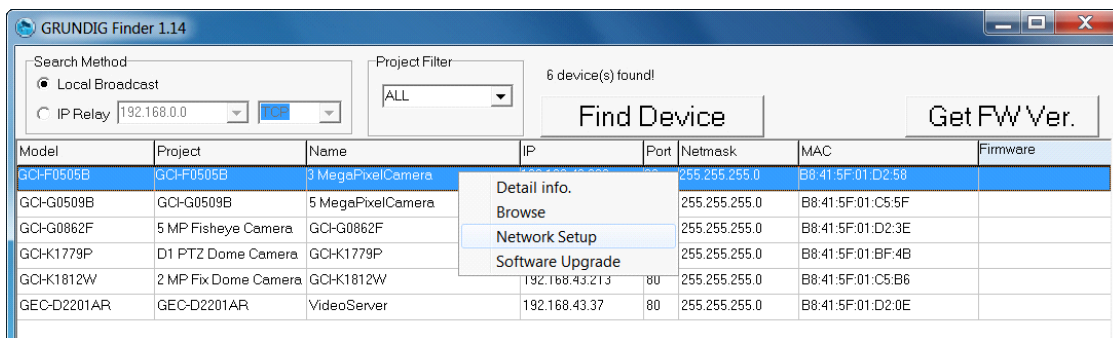 GRUNDIG Finder 1.14
Search Method
Local Broadcast
IP Relay 192.168.0.0 TCP
Project Filter
ALL
6 device(s) found!
Find Device
Get FW Ver.
Model Project Name IP Port Netmask MAC Firmware
GCI-F0505B GCI-F0505B 3 MegaPixelCamera 255.255.255.0 B8:41:5F:01:D2:58
GCI-G0509B GCI-G0509B 5 MegaPixelCamera 255.255.255.0 B8:41:5F:01:C5:5F
GCI-G0862F 5 MP Fisheye Camera GCI-G0862F 255.255.255.0 B8:41:5F:01:D2:3E
GCI-K1779P D1 PTZ Dome Camera GCI-K1779P 255.255.255.0 B8:41:5F:01:BF:4B
GCI-K1812W 2 MP Fix Dome Camera GCI-K1812W 192.168.43.213 80 255.255.255.0 B8:41:5F:01:C5:B6
GEC-D2201AR GEC-D2201AR VideoServer 192.168.43.37 80 255.255.255.0 B8:41:5F:01:D2:0E
Detail info.
Browse
Network Setup
Software Upgrade